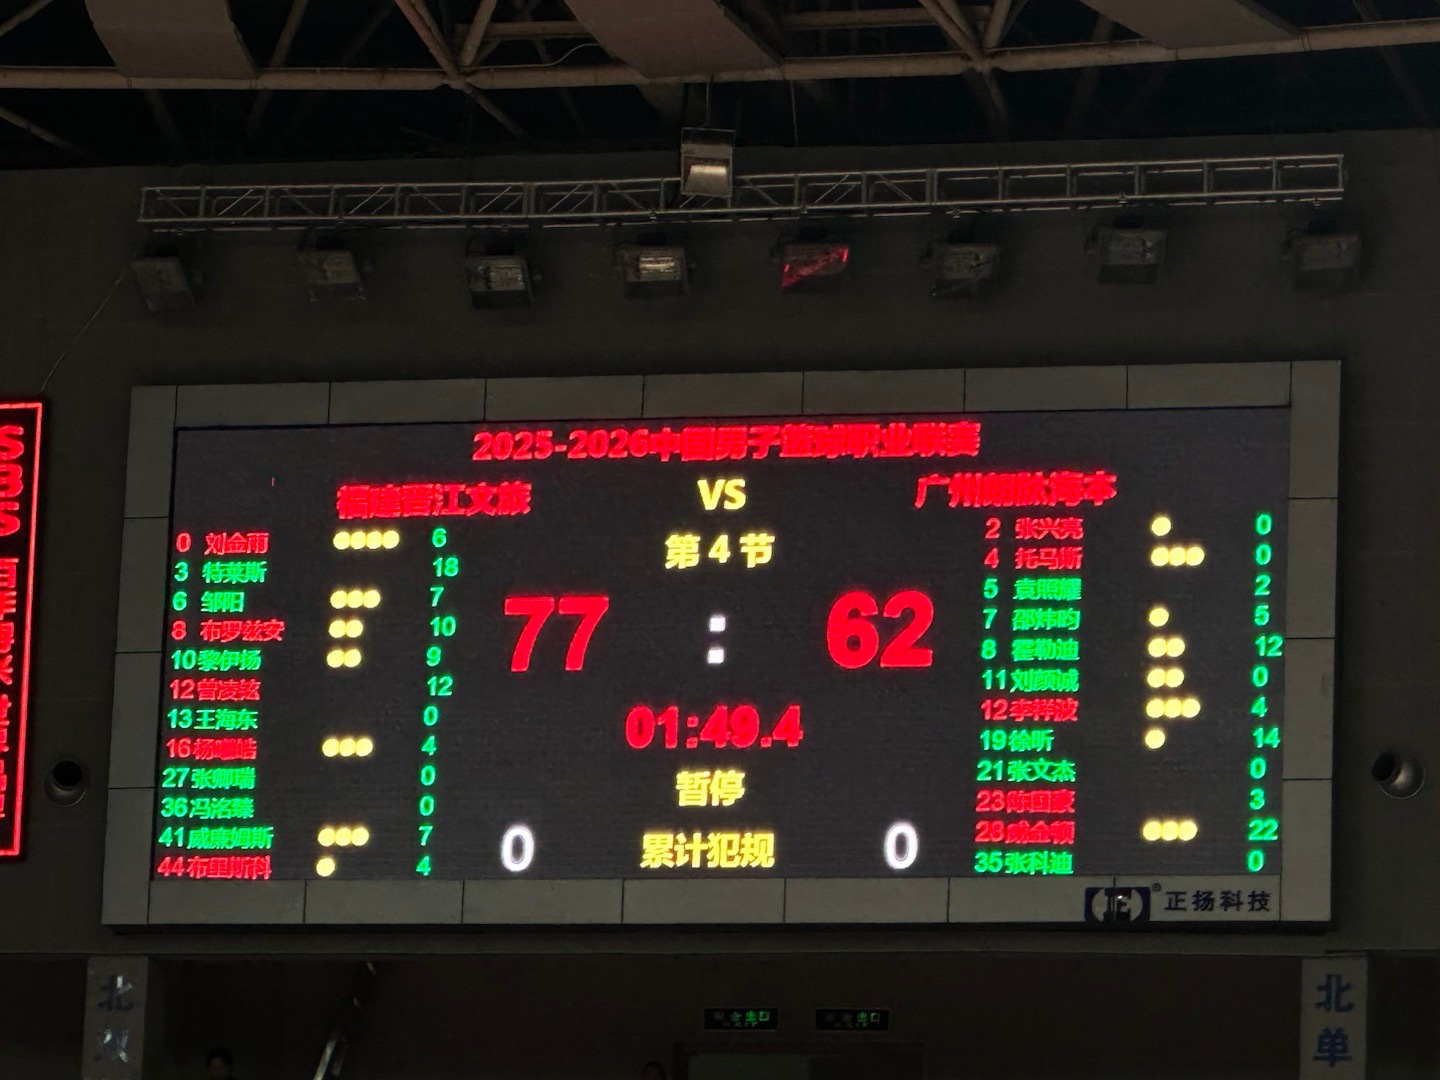 2025-2026中国男子篮球职业联赛
福建晋江文旅 VS 广州朗肽海本
第4节
77 : 62
01:49.4
暂停
0 累计犯规 0
0 刘金雨 6
3 特莱斯 18
6 邹阳 7
8 布罗兹安 10
10 黎伊扬 9
12 曾凌铉 12
13 王海东 0
16 杨曦皓 4
27 张卿瑞 0
36 冯洺臻 0
41 威廉姆斯 7
44 布里斯科 4
2 张兴亮 0
4 托马斯 0
5 袁照耀 2
7 邵炜昀 5
8 霍勒迪 12
11 刘颜诚 0
12 李祥波 4
19 徐昕 14
21 张文杰 0
23 陈国豪 3
28 威金顿 22
35 张科迪 0
正扬科技
北
双
北
单